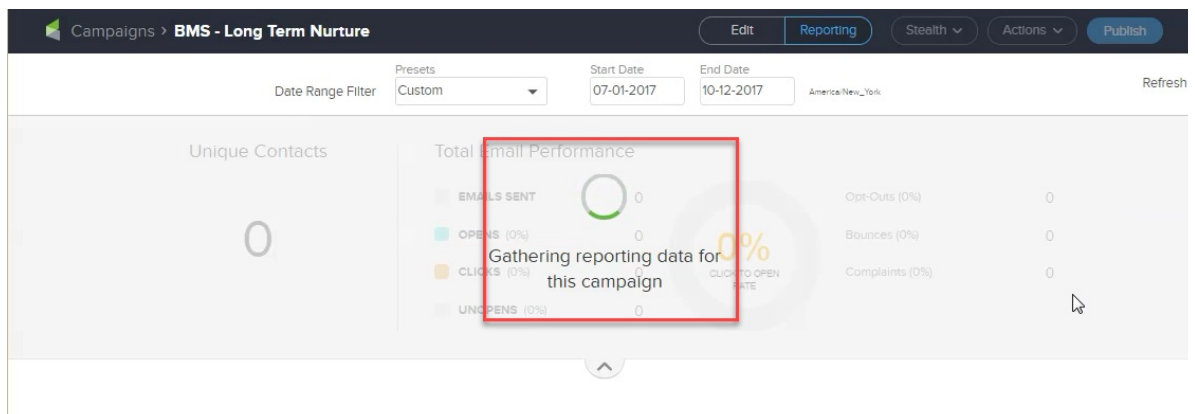 Campaigns > BMS - Long Term Nurture
Edit
Reporting
Stealth
Actions
Publish
Date Range Filter
Presets
Custom
Start Date
07-01-2017
End Date
10-12-2017
America/New_York
Refresh
Unique Contacts
0
Total Email Performance
EMAILS SENT 0
OPENS (0%) 0
CLICKS (0%) 0
UNOPENS (0%) 0
Gathering reporting data for
this campaign
0%
CLICK TO OPEN
RATE
Opt-Outs (0%) 0
Bounces (0%) 0
Complaints (0%) 0